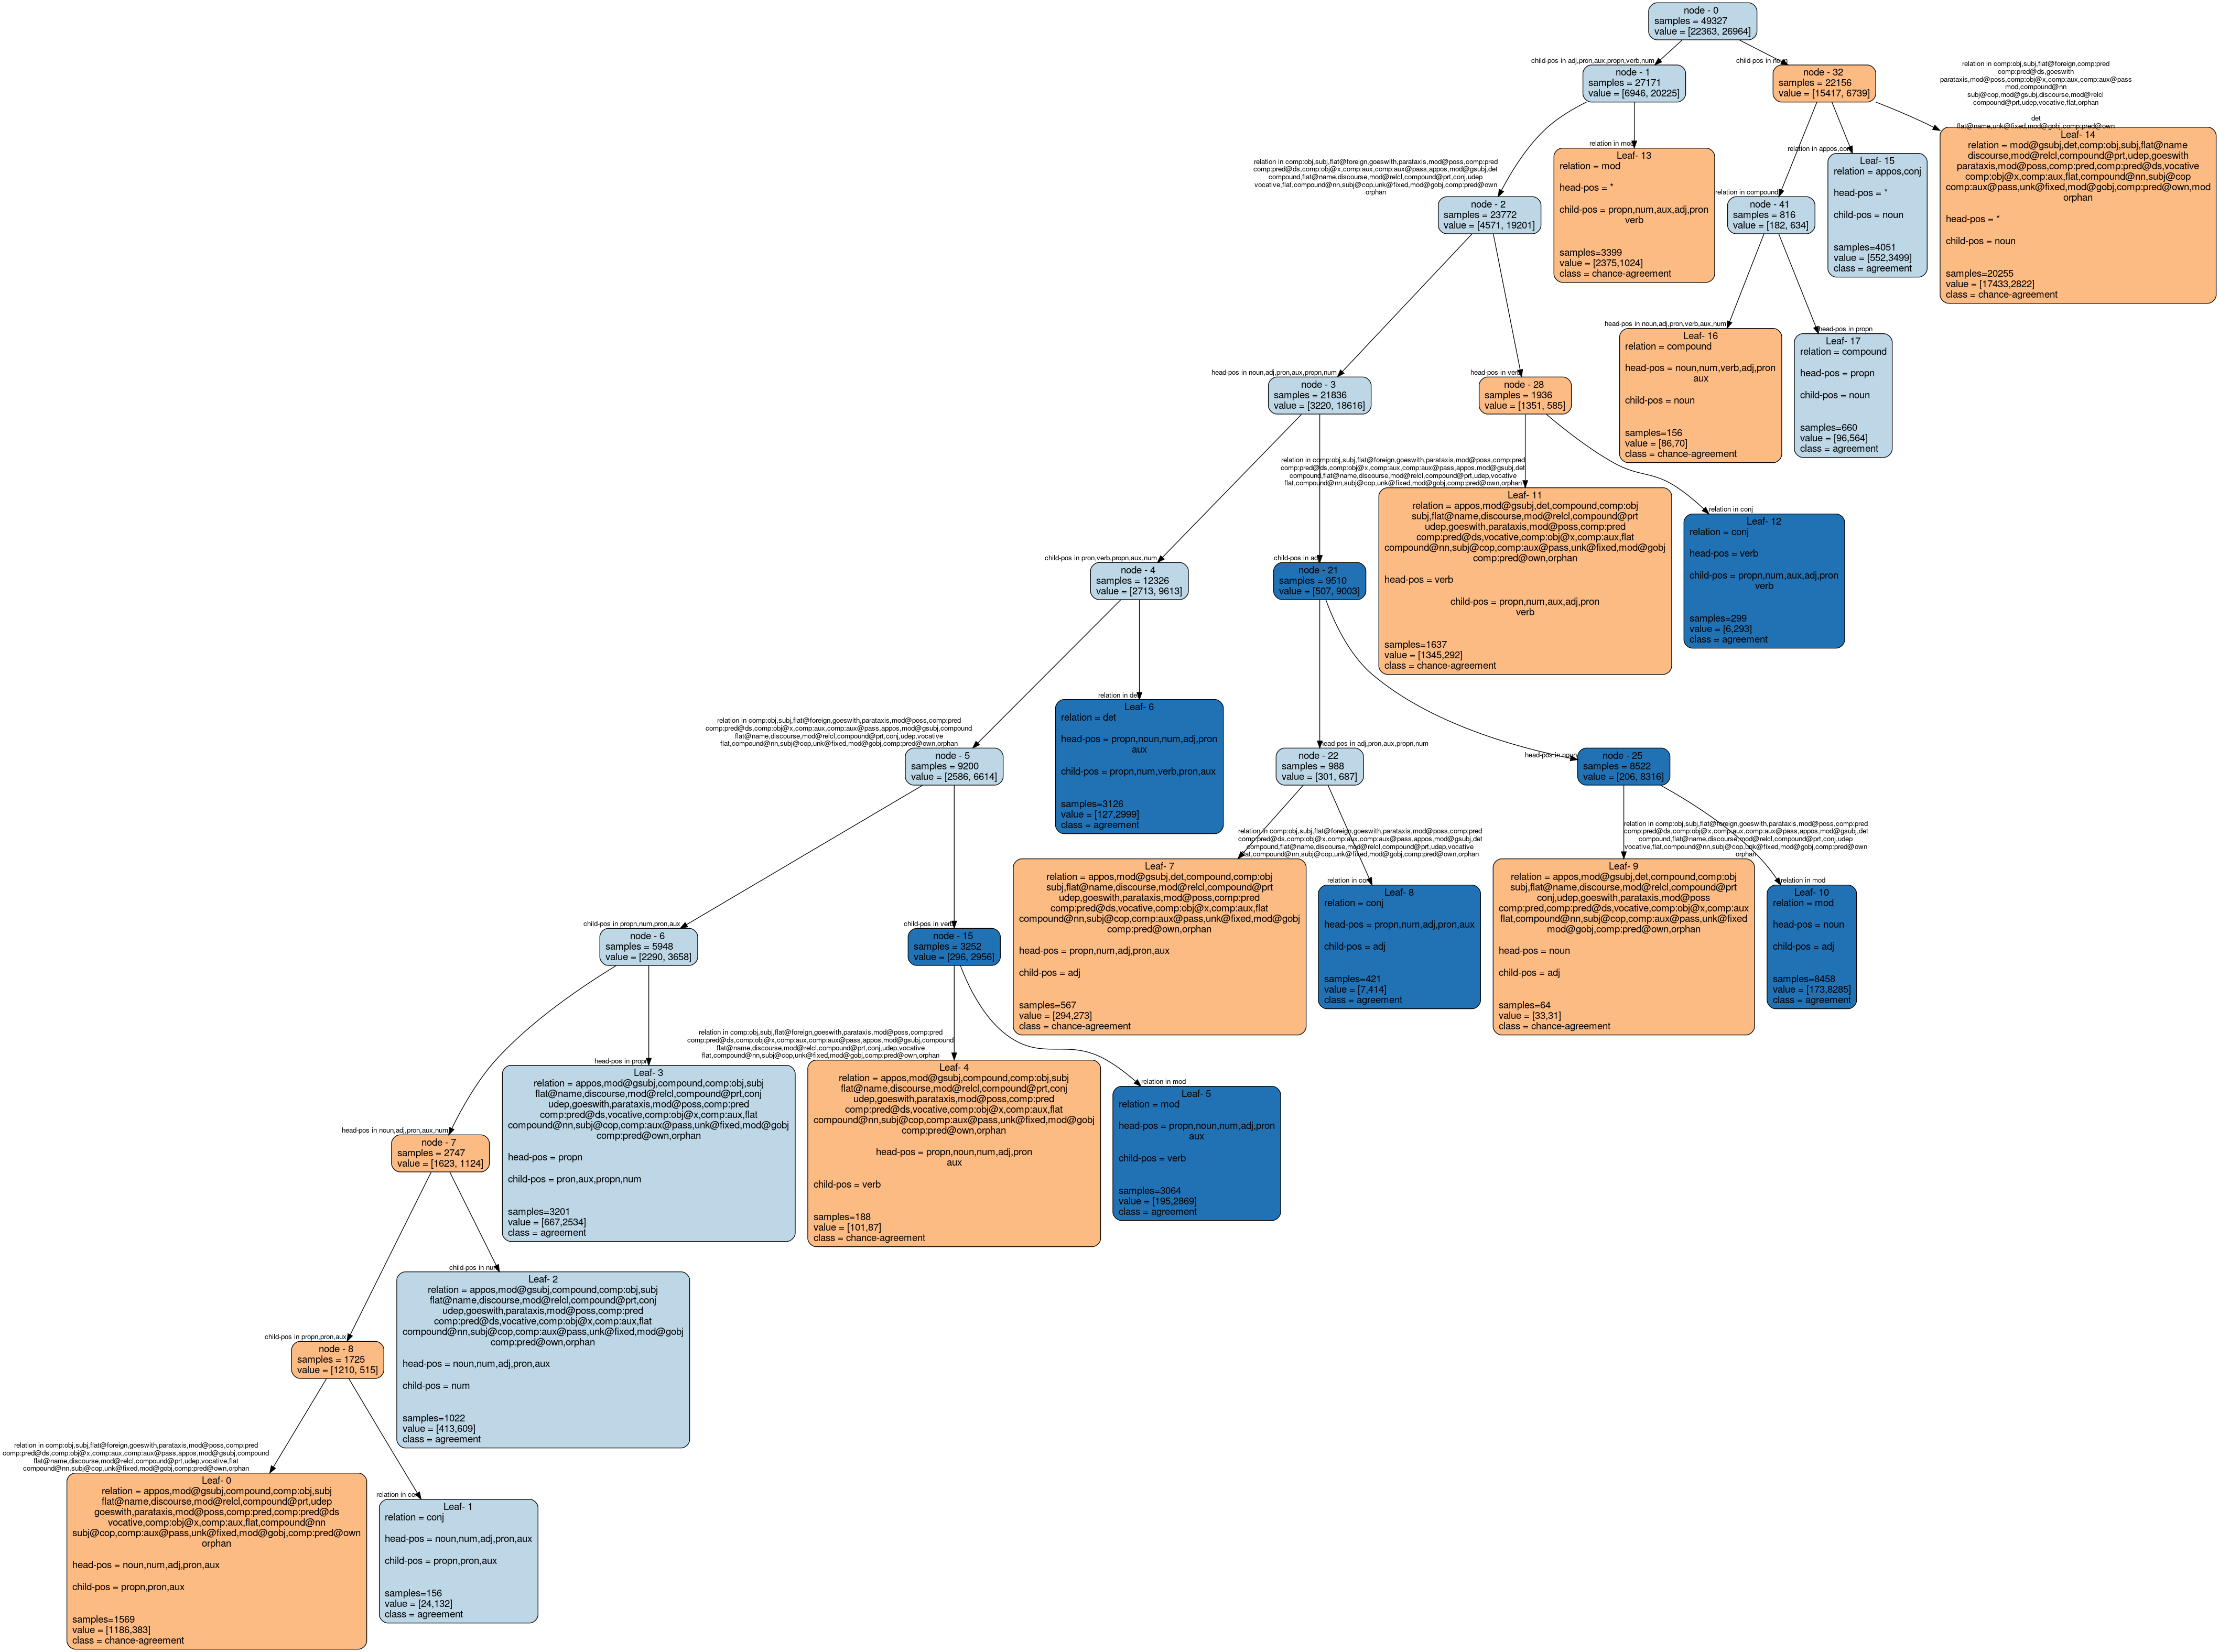 node - 0
samples = 49327
value = [22363, 26964]
child-pos in adj,pron,aux,propn,verb,num
node - 1
samples = 27171
value = [6946, 20225]
child-pos in noun
node - 32
samples = 22156
value = [15417, 6739]
relation in comp:obj,subj,flat@foreign,comp:pred
comp:pred@ds,goeswith
parataxis,mod@poss,comp:obj@x,comp:aux,comp:aux@pass
mod,compound@nn
subj@cop,mod@gsubj,discourse,mod@relcl
compound@prt,udep,vocative,flat,orphan
det
flat@name,unk@fixed,mod@gobj,comp:pred@own
Leaf- 14
relation = mod@gsubj,det,comp:obj,subj,flat@name
discourse,mod@relcl,compound@prt,udep,goeswith
parataxis,mod@poss,comp:pred,comp:pred@ds,vocative
comp:obj@x,comp:aux,flat,compound@nn,subj@cop
comp:aux@pass,unk@fixed,mod@gobj,comp:pred@own,mod
orphan
head-pos = *
child-pos = noun
samples=20255
value = [17433,2822]
class = chance-agreement
relation in appos,conj
Leaf- 15
relation = appos,conj
head-pos = *
child-pos = noun
samples=4051
value = [552,3499]
class = agreement
relation in mod
Leaf- 13
relation = mod
head-pos = *
child-pos = propn,num,aux,adj,pron
verb
samples=3399
value = [2375,1024]
class = chance-agreement
relation in comp:obj,subj,flat@foreign,goeswith,parataxis,mod@poss,comp:pred
comp:pred@ds,comp:obj@x,comp:aux,comp:aux@pass,appos,mod@gsubj,det
compound,flat@name,discourse,mod@relcl,compound@prt,conj,udep
vocative,flat,compound@nn,subj@cop,unk@fixed,mod@gobj,comp:pred@own
orphan
node - 2
samples = 23772
value = [4571, 19201]
relation in compound
node - 41
samples = 816
value = [182, 634]
head-pos in noun,adj,pron,verb,aux,num
Leaf- 16
relation = compound
head-pos = noun,num,verb,adj,pron
aux
child-pos = noun
samples=156
value = [86,70]
class = chance-agreement
head-pos in propn
Leaf- 17
relation = compound
head-pos = propn
child-pos = noun
samples=660
value = [96,564]
class = agreement
head-pos in noun,adj,pron,aux,propn,num
node - 3
samples = 21836
value = [3220, 18616]
head-pos in verb
node - 28
samples = 1936
value = [1351, 585]
relation in comp:obj,subj,flat@foreign,goeswith,parataxis,mod@poss,comp:pred
comp:pred@ds,comp:obj@x,comp:aux,comp:aux@pass,appos,mod@gsubj,det
compound,flat@name,discourse,mod@relcl,compound@prt,udep,vocative
flat,compound@nn,subj@cop,unk@fixed,mod@gobj,comp:pred@own,orphan
Leaf- 11
relation = appos,mod@gsubj,det,compound,comp:obj
subj,flat@name,discourse,mod@relcl,compound@prt
udep,goeswith,parataxis,mod@poss,comp:pred
comp:pred@ds,vocative,comp:obj@x,comp:aux,flat
compound@nn,subj@cop,comp:aux@pass,unk@fixed,mod@gobj
comp:pred@own,orphan
head-pos = verb
child-pos = propn,num,aux,adj,pron
verb
samples=1637
value = [1345,292]
class = chance-agreement
relation in conj
Leaf- 12
relation = conj
head-pos = verb
child-pos = propn,num,aux,adj,pron
verb
samples=299
value = [6,293]
class = agreement
child-pos in pron,verb,propn,aux,num
node - 4
samples = 12326
value = [2713, 9613]
child-pos in adj
node - 21
samples = 9510
value = [507, 9003]
relation in comp:obj,subj,flat@foreign,goeswith,parataxis,mod@poss,comp:pred
comp:pred@ds,comp:obj@x,comp:aux,comp:aux@pass,appos,mod@gsubj,compound
flat@name,discourse,mod@relcl,compound@prt,conj,udep,vocative
flat,compound@nn,subj@cop,unk@fixed,mod@gobj,comp:pred@own,orphan
node - 5
samples = 9200
value = [2586, 6614]
relation in det
Leaf- 6
relation = det
head-pos = propn,noun,num,adj,pron
aux
child-pos = propn,num,verb,pron,aux
samples=3126
value = [127,2999]
class = agreement
head-pos in adj,pron,aux,propn,num
node - 22
samples = 988
value = [301, 687]
head-pos in noun
node - 25
samples = 8522
value = [206, 8316]
relation in comp:obj,subj,flat@foreign,goeswith,parataxis,mod@poss,comp:pred
comp:pred@ds,comp:obj@x,comp:aux,comp:aux@pass,appos,mod@gsubj,det
compound,flat@name,discourse,mod@relcl,compound@prt,udep,vocative
flat,compound@nn,subj@cop,unk@fixed,mod@gobj,comp:pred@own,orphan
Leaf- 7
relation = appos,mod@gsubj,det,compound,comp:obj
subj,flat@name,discourse,mod@relcl,compound@prt
udep,goeswith,parataxis,mod@poss,comp:pred
comp:pred@ds,vocative,comp:obj@x,comp:aux,flat
compound@nn,subj@cop,comp:aux@pass,unk@fixed,mod@gobj
comp:pred@own,orphan
head-pos = propn,num,adj,pron,aux
child-pos = adj
samples=567
value = [294,273]
class = chance-agreement
relation in conj
Leaf- 8
relation = conj
head-pos = propn,num,adj,pron,aux
child-pos = adj
samples=421
value = [7,414]
class = agreement
relation in comp:obj,subj,flat@foreign,goeswith,parataxis,mod@poss,comp:pred
comp:pred@ds,comp:obj@x,comp:aux,comp:aux@pass,appos,mod@gsubj,det
compound,flat@name,discourse,mod@relcl,compound@prt,conj,udep
vocative,flat,compound@nn,subj@cop,unk@fixed,mod@gobj,comp:pred@own
orphan
Leaf- 9
relation = appos,mod@gsubj,det,compound,comp:obj
subj,flat@name,discourse,mod@relcl,compound@prt
conj,udep,goeswith,parataxis,mod@poss
comp:pred,comp:pred@ds,vocative,comp:obj@x,comp:aux
flat,compound@nn,subj@cop,comp:aux@pass,unk@fixed
mod@gobj,comp:pred@own,orphan
head-pos = noun
child-pos = adj
samples=64
value = [33,31]
class = chance-agreement
relation in mod
Leaf- 10
relation = mod
head-pos = noun
child-pos = adj
samples=8458
value = [173,8285]
class = agreement
child-pos in propn,num,pron,aux
node - 6
samples = 5948
value = [2290, 3658]
child-pos in verb
node - 15
samples = 3252
value = [296, 2956]
head-pos in propn
Leaf- 3
relation = appos,mod@gsubj,compound,comp:obj,subj
flat@name,discourse,mod@relcl,compound@prt,conj
udep,goeswith,parataxis,mod@poss,comp:pred
comp:pred@ds,vocative,comp:obj@x,comp:aux,flat
compound@nn,subj@cop,comp:aux@pass,unk@fixed,mod@gobj
comp:pred@own,orphan
head-pos = propn
child-pos = pron,aux,propn,num
samples=3201
value = [667,2534]
class = agreement
relation in comp:obj,subj,flat@foreign,goeswith,parataxis,mod@poss,comp:pred
comp:pred@ds,comp:obj@x,comp:aux,comp:aux@pass,appos,mod@gsubj,compound
flat@name,discourse,mod@relcl,compound@prt,conj,udep,vocative
flat,compound@nn,subj@cop,unk@fixed,mod@gobj,comp:pred@own,orphan
Leaf- 4
relation = appos,mod@gsubj,compound,comp:obj,subj
flat@name,discourse,mod@relcl,compound@prt,conj
udep,goeswith,parataxis,mod@poss,comp:pred
comp:pred@ds,vocative,comp:obj@x,comp:aux,flat
compound@nn,subj@cop,comp:aux@pass,unk@fixed,mod@gobj
comp:pred@own,orphan
head-pos = propn,noun,num,adj,pron
aux
child-pos = verb
samples=188
value = [101,87]
class = chance-agreement
relation in mod
Leaf- 5
relation = mod
head-pos = propn,noun,num,adj,pron
aux
child-pos = verb
samples=3064
value = [195,2869]
class = agreement
head-pos in noun,adj,pron,aux,num
node - 7
samples = 2747
value = [1623, 1124]
child-pos in num
Leaf- 2
relation = appos,mod@gsubj,compound,comp:obj,subj
flat@name,discourse,mod@relcl,compound@prt,conj
udep,goeswith,parataxis,mod@poss,comp:pred
comp:pred@ds,vocative,comp:obj@x,comp:aux,flat
compound@nn,subj@cop,comp:aux@pass,unk@fixed,mod@gobj
comp:pred@own,orphan
head-pos = noun,num,adj,pron,aux
child-pos = num
samples=1022
value = [413,609]
class = agreement
child-pos in propn,pron,aux
node - 8
samples = 1725
value = [1210, 515]
relation in comp:obj,subj,flat@foreign,goeswith,parataxis,mod@poss,comp:pred
comp:pred@ds,comp:obj@x,comp:aux,comp:aux@pass,appos,mod@gsubj,compound
flat@name,discourse,mod@relcl,compound@prt,udep,vocative,flat
compound@nn,subj@cop,unk@fixed,mod@gobj,comp:pred@own,orphan
Leaf- 0
relation = appos,mod@gsubj,compound,comp:obj,subj
flat@name,discourse,mod@relcl,compound@prt,udep
goeswith,parataxis,mod@poss,comp:pred,comp:pred@ds
vocative,comp:obj@x,comp:aux,flat,compound@nn
subj@cop,comp:aux@pass,unk@fixed,mod@gobj,comp:pred@own
orphan
head-pos = noun,num,adj,pron,aux
child-pos = propn,pron,aux
samples=1569
value = [1186,383]
class = chance-agreement
relation in conj
Leaf- 1
relation = conj
head-pos = noun,num,adj,pron,aux
child-pos = propn,pron,aux
samples=156
value = [24,132]
class = agreement